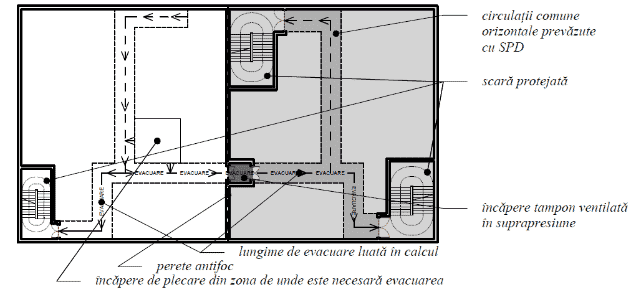 circulații comune
orizontale prevăzute
cu SPD
scară protejată
EVACUARE
EVACUARE
EVACUARE
EVACUARE
EVACUARE
EVACUARE
EVACUARE
încăpere tampon ventilată
în suprapresiune
lungime de evacuare luată în calcul
perete antifoc
încăpere de plecare din zona de unde este necesară evacuarea